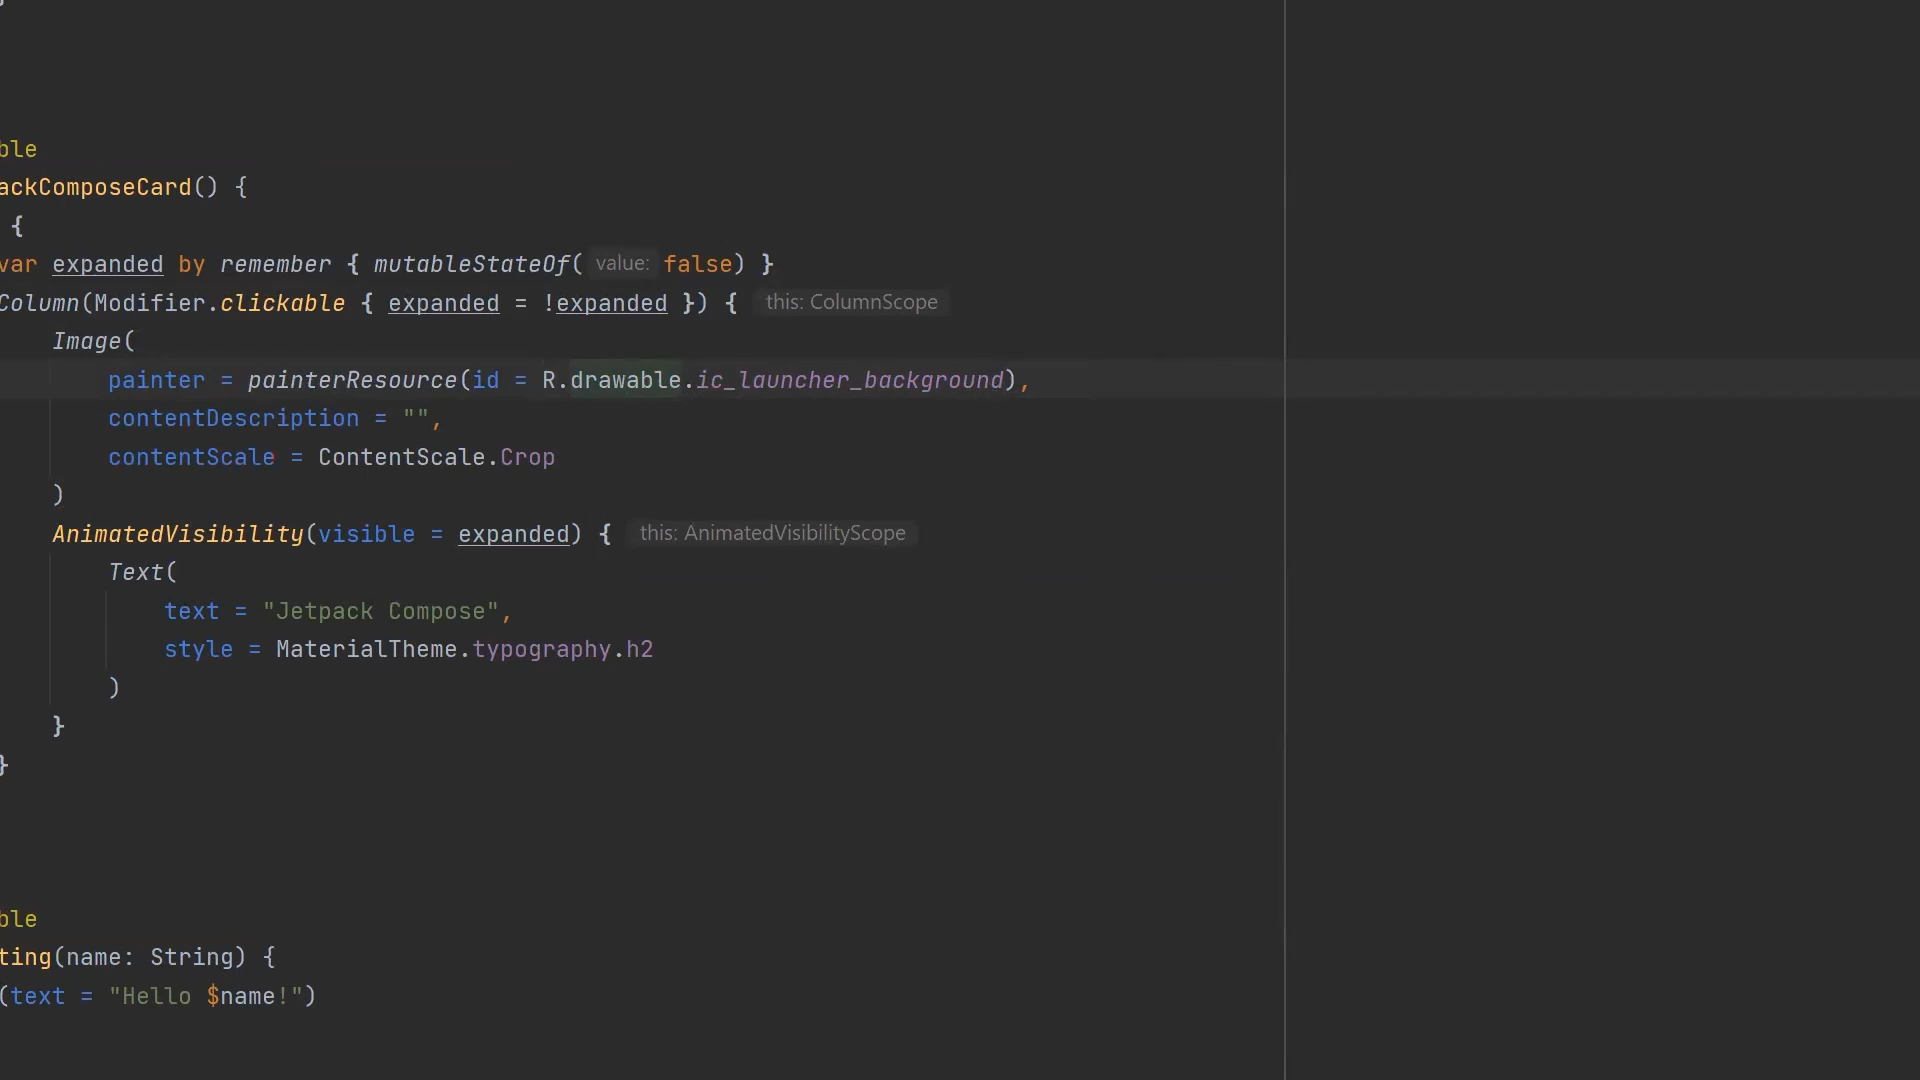 ble
ackComposeCard() {
{
var expanded by remember { mutableStateOf( value: false) }
Column(Modifier.clickable { expanded = !expanded }) { this: ColumnScope
Image(
painter = painterResource(id = R.drawable.ic_launcher_background),
contentDescription = "",
contentScale = ContentScale.Crop
)
AnimatedVisibility(visible = expanded) { this: AnimatedVisibilityScope
Text(
text = "Jetpack Compose",
style = MaterialTheme.typography.h2
)
}
}
ble
ting(name: String) {
(text = "Hello $name!")